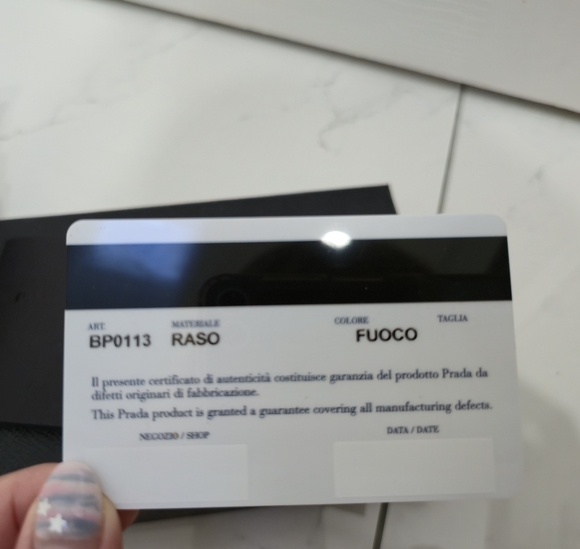 ART. MATERIALE COLORE TAGLIA
BP0113 RASO FUOCO
Il presente certificato di autenticità costituisce garanzia del prodotto Prada da
difetti originari di fabbricazione.
This Prada product is granted a guarantee covering all manufacturing defects.
NEGOZIO / SHOP DATA / DATE